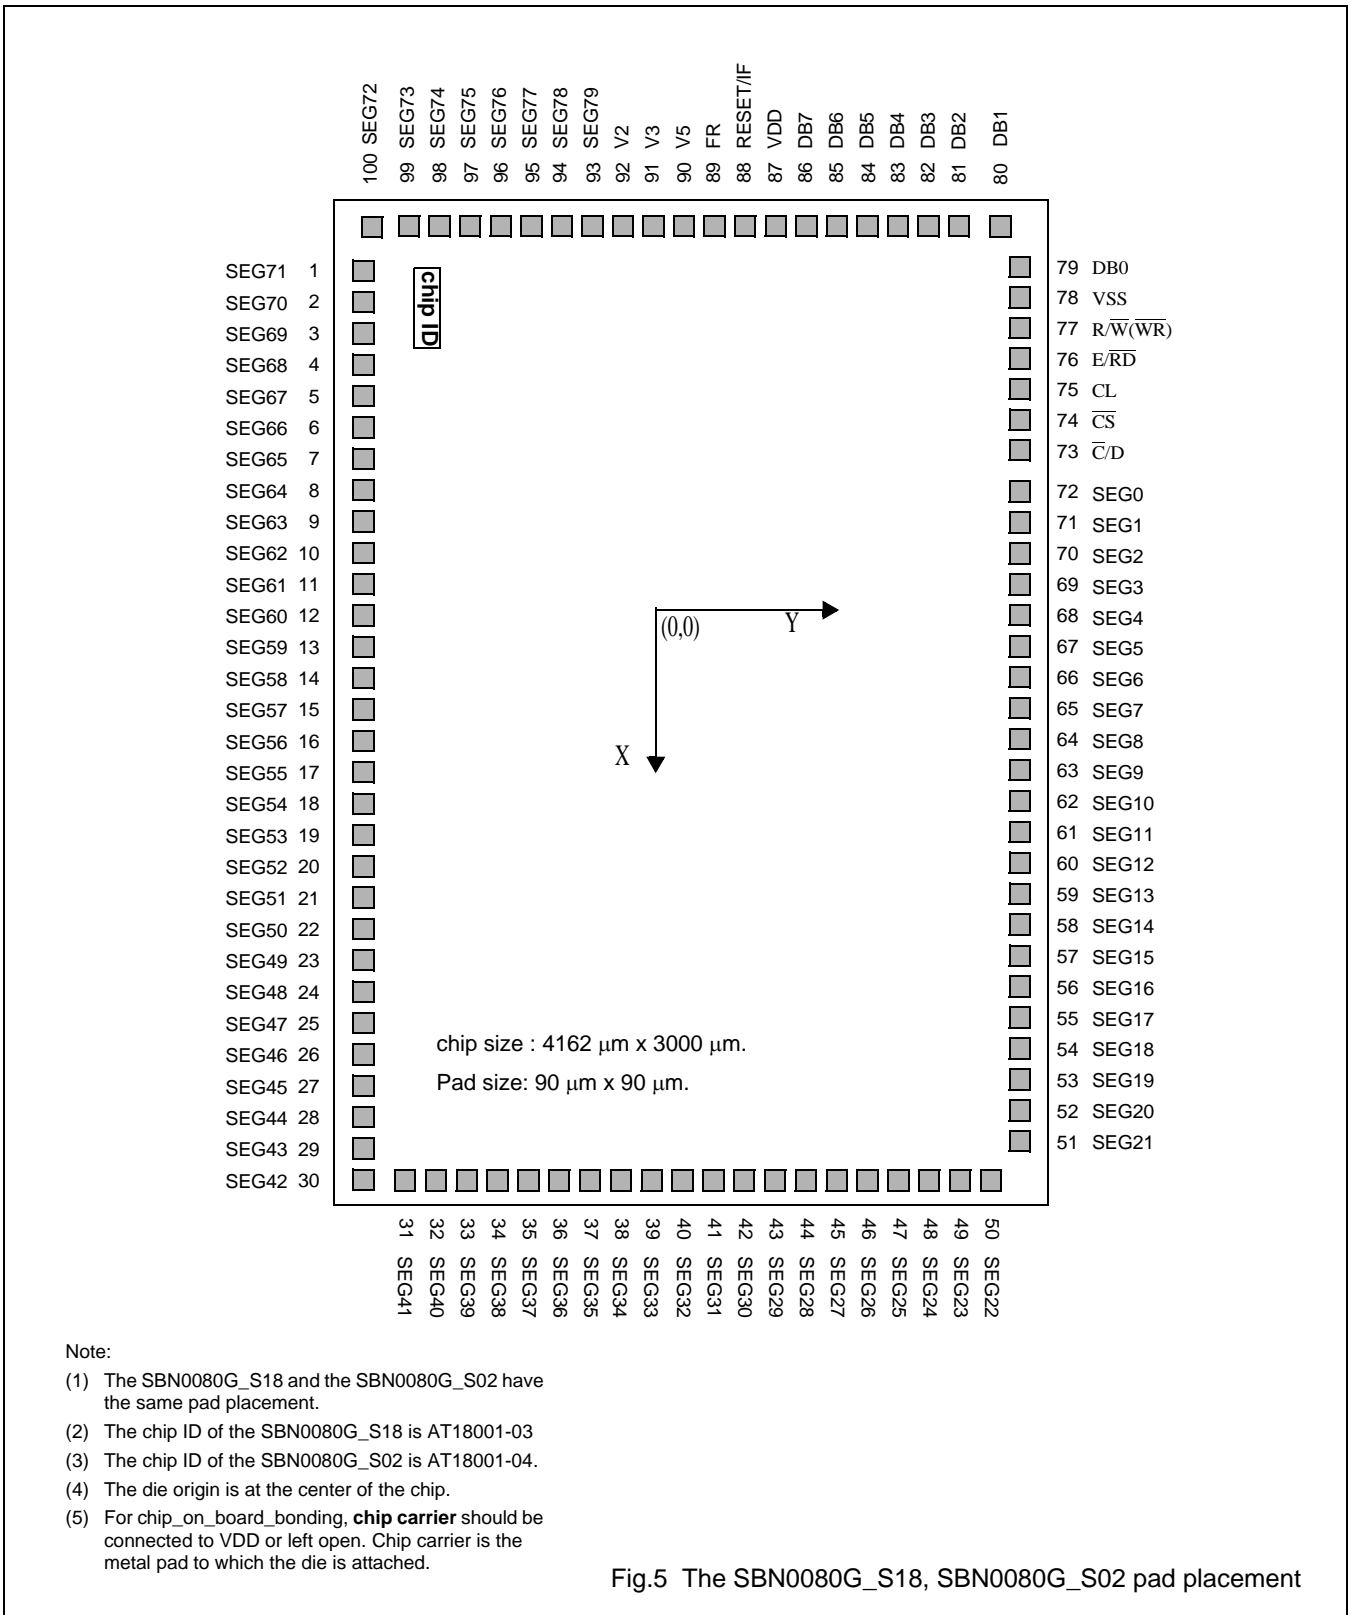 100 SEG72
99 SEG73
98 SEG74
97 SEG75
96 SEG76
95 SEG77
94 SEG78
93 SEG79
92 V2
91 V3
90 V5
89 FR
88 RESET/IF
87 VDD
86 DB7
85 DB6
84 DB5
83 DB4
82 DB3
81 DB2
80 DB1
SEG71 1
SEG70 2
SEG69 3
SEG68 4
SEG67 5
SEG66 6
SEG65 7
SEG64 8
SEG63 9
SEG62 10
SEG61 11
SEG60 12
SEG59 13
SEG58 14
SEG57 15
SEG56 16
SEG55 17
SEG54 18
SEG53 19
SEG52 20
SEG51 21
SEG50 22
SEG49 23
SEG48 24
SEG47 25
SEG46 26
SEG45 27
SEG44 28
SEG43 29
SEG42 30
chip ID
(0,0)
Y
X
chip size : 4162 μm x 3000 μm.
Pad size: 90 μm x 90 μm.
79 DB0
78 VSS
77 R/W̅(W̅R̅)
76 E/R̅D̅
75 CL
74 C̅S̅
73 C̅/D
72 SEG0
71 SEG1
70 SEG2
69 SEG3
68 SEG4
67 SEG5
66 SEG6
65 SEG7
64 SEG8
63 SEG9
62 SEG10
61 SEG11
60 SEG12
59 SEG13
58 SEG14
57 SEG15
56 SEG16
55 SEG17
54 SEG18
53 SEG19
52 SEG20
51 SEG21
31 SEG41
32 SEG40
33 SEG39
34 SEG38
35 SEG37
36 SEG36
37 SEG35
38 SEG34
39 SEG33
40 SEG32
41 SEG31
42 SEG30
43 SEG29
44 SEG28
45 SEG27
46 SEG26
47 SEG25
48 SEG24
49 SEG23
50 SEG22
Note:
(1) The SBN0080G_S18 and the SBN0080G_S02 have
the same pad placement.
(2) The chip ID of the SBN0080G_S18 is AT18001-03
(3) The chip ID of the SBN0080G_S02 is AT18001-04.
(4) The die origin is at the center of the chip.
(5) For chip_on_board_bonding, chip carrier should be
connected to VDD or left open. Chip carrier is the
metal pad to which the die is attached.
Fig.5 The SBN0080G_S18, SBN0080G_S02 pad placement